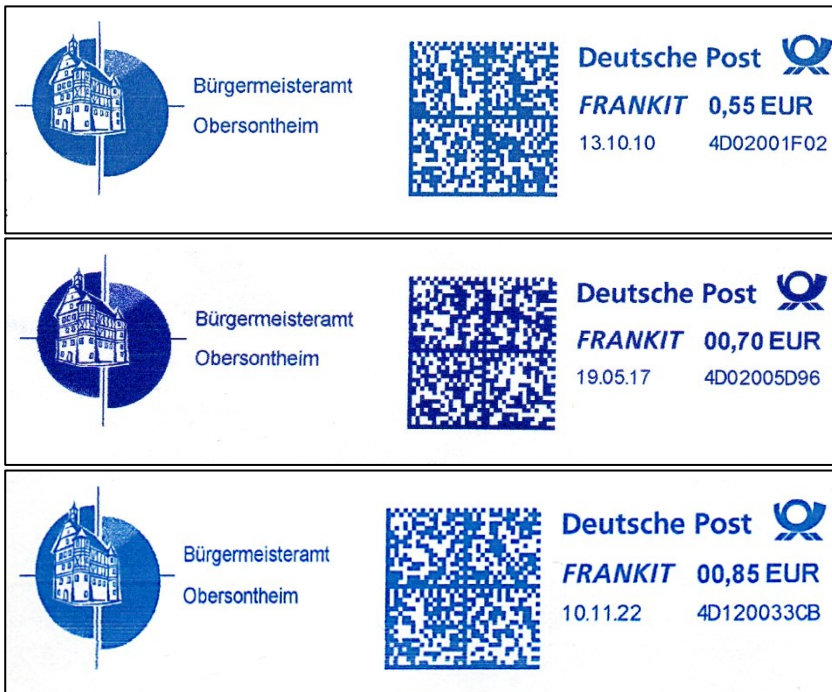 Bürgermeisteramt
Obersontheim
Deutsche Post
FRANKIT 0,55 EUR
13.10.10 4D02001F02
Bürgermeisteramt
Obersontheim
Deutsche Post
FRANKIT 00,70 EUR
19.05.17 4D02005D96
Bürgermeisteramt
Obersontheim
Deutsche Post
FRANKIT 00,85 EUR
10.11.22 4D120033CB